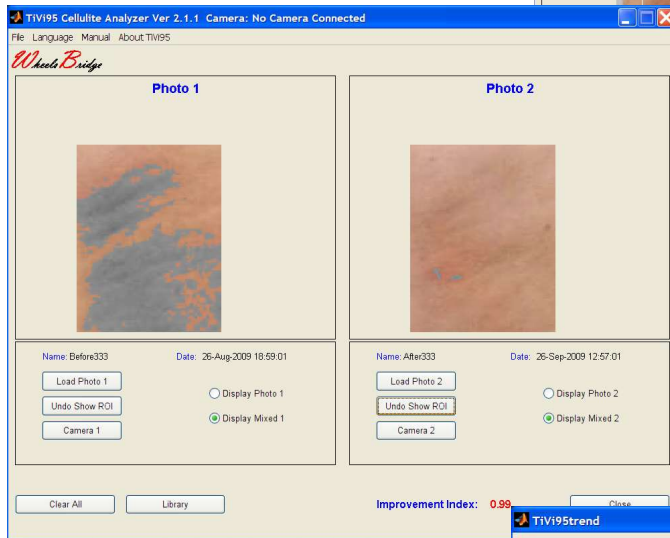 TiVi95 Cellulite Analyzer Ver 2.1.1 Camera: No Camera Connected
File Language Manual About TiVi95
Wheels Bridge
Photo 1
Photo 2
Name: Before333 Date: 26-Aug-2009 18:59:01
Name: After333 Date: 26-Sep-2009 12:57:01
Load Photo 1
Undo Show ROI
Camera 1
Display Photo 1
Display Mixed 1
Load Photo 2
Undo Show ROI
Camera 2
Display Photo 2
Display Mixed 2
Clear All
Library
Improvement Index: 0.99
Close
TiVi95trend